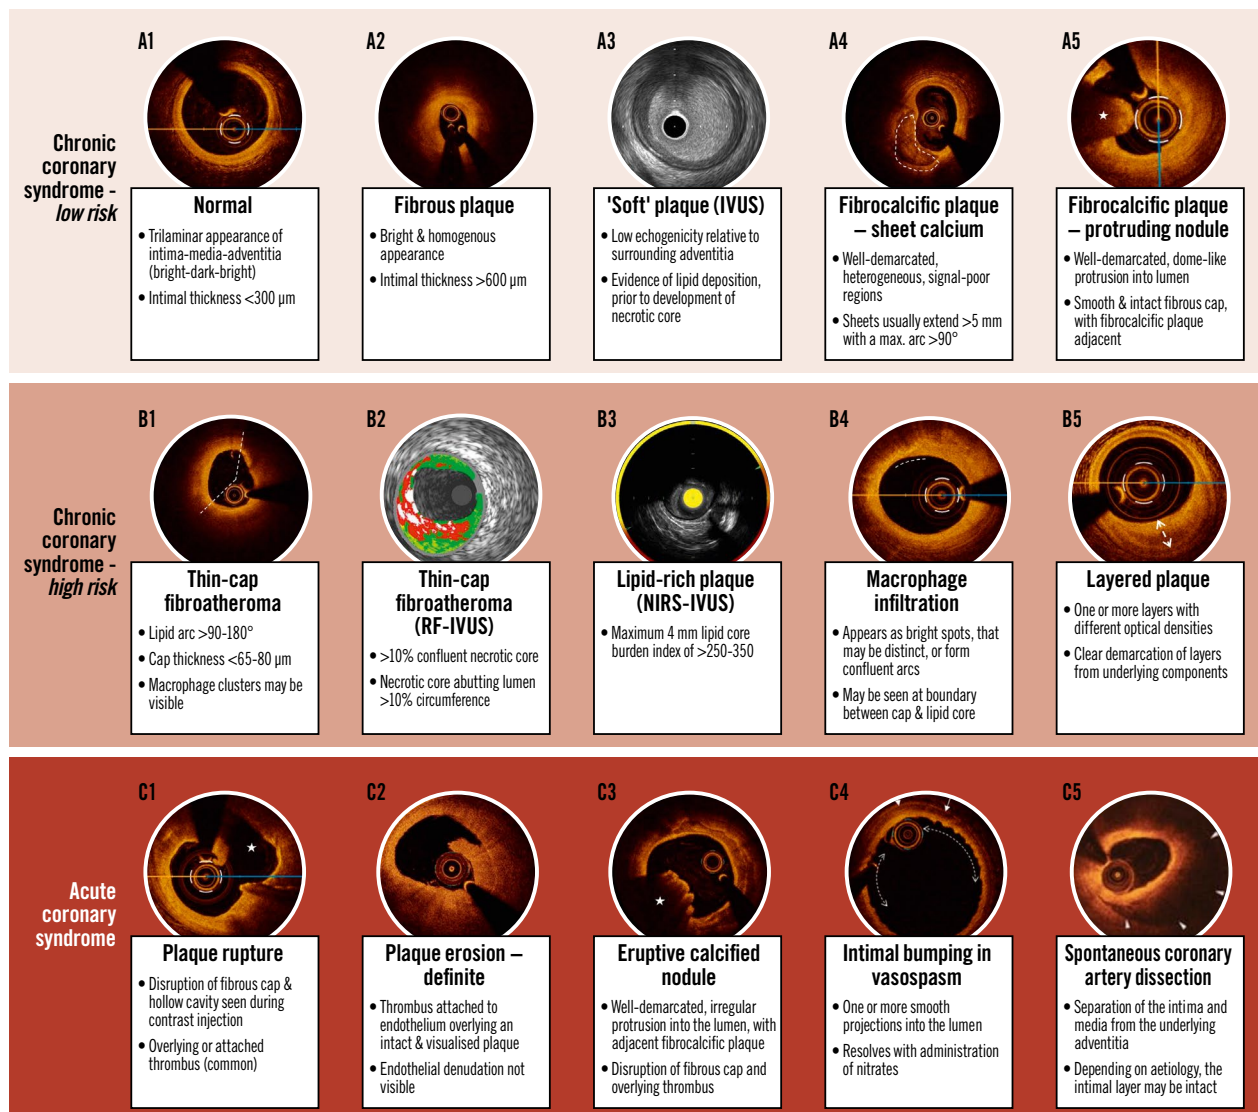 Chronic
coronary
syndrome -
low risk
A1
Normal
• Trilaminar appearance of
intima-media-adventitia
(bright-dark-bright)
• Intimal thickness <300 µm
A2
Fibrous plaque
• Bright & homogenous
appearance
• Intimal thickness >600 µm
A3
'Soft' plaque (IVUS)
• Low echogenicity relative to
surrounding adventitia
• Evidence of lipid deposition,
prior to development of
necrotic core
A4
Fibrocalcific plaque
– sheet calcium
• Well-demarcated,
heterogeneous, signal-poor
regions
• Sheets usually extend >5 mm
with a max. arc >90°
A5
Fibrocalcific plaque
– protruding nodule
• Well-demarcated, dome-like
protrusion into lumen
• Smooth & intact fibrous cap,
with fibrocalcific plaque
adjacent
Chronic
coronary
syndrome -
high risk
B1
Thin-cap
fibroatheroma
• Lipid arc >90-180°
• Cap thickness <65-80 µm
• Macrophage clusters may be
visible
B2
Thin-cap
fibroatheroma
(RF-IVUS)
• >10% confluent necrotic core
• Necrotic core abutting lumen
>10% circumference
B3
Lipid-rich plaque
(NIRS-IVUS)
• Maximum 4 mm lipid core
burden index of >250-350
B4
Macrophage
infiltration
• Appears as bright spots, that
may be distinct, or form
confluent arcs
• May be seen at boundary
between cap & lipid core
B5
Layered plaque
• One or more layers with
different optical densities
• Clear demarcation of layers
from underlying components
Acute
coronary
syndrome
C1
Plaque rupture
• Disruption of fibrous cap &
hollow cavity seen during
contrast injection
• Overlying or attached
thrombus (common)
C2
Plaque erosion –
definite
• Thrombus attached to
endothelium overlying an
intact & visualised plaque
• Endothelial denudation not
visible
C3
Eruptive calcified
nodule
• Well-demarcated, irregular
protrusion into the lumen, with
adjacent fibrocalcific plaque
• Disruption of fibrous cap and
overlying thrombus
C4
Intimal bumping in
vasospasm
• One or more smooth
projections into the lumen
• Resolves with administration
of nitrates
C5
Spontaneous coronary
artery dissection
• Separation of the intima and
media from the underlying
adventitia
• Depending on aetiology, the
intimal layer may be intact